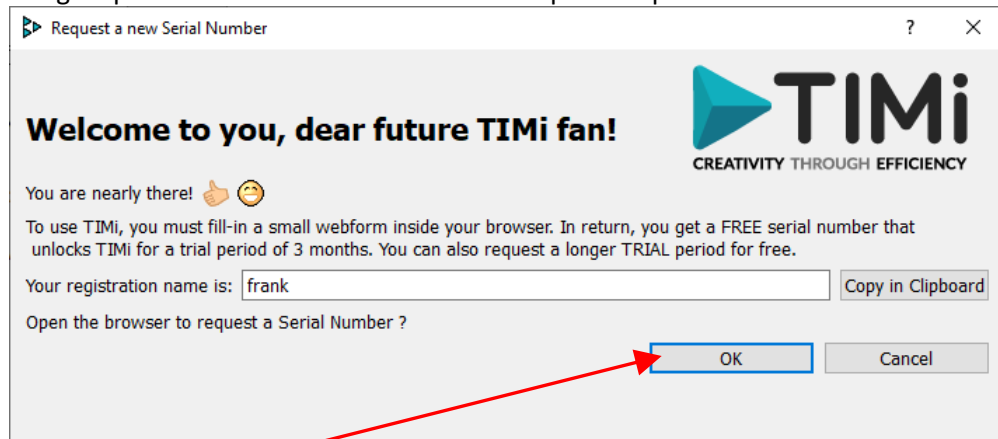 Request a new Serial Number
?
TIMi
CREATIVITY THROUGH EFFICIENCY
Welcome to you, dear future TIMi fan!
You are nearly there!
To use TIMi, you must fill-in a small webform inside your browser. In return, you get a FREE serial number that
unlocks TIMi for a trial period of 3 months. You can also request a longer TRIAL period for free.
Your registration name is: frank Copy in Clipboard
Open the browser to request a Serial Number ?
OK Cancel